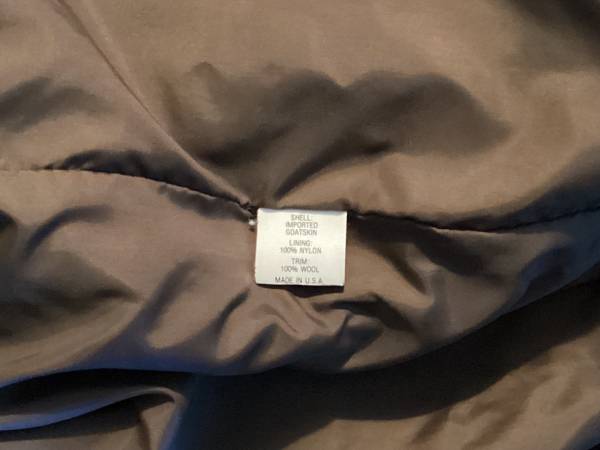 SHELL:
IMPORTED
GOATSKIN
LINING:
100% NYLON
TRIM:
100% WOOL
MADE IN U.S.A.